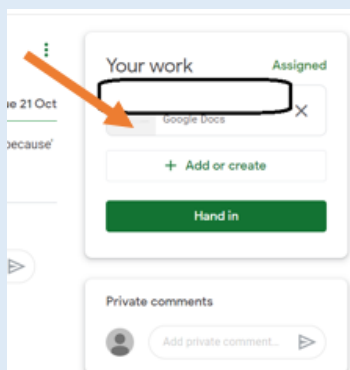 Your work Assigned
ue 21 Oct
Google Docs
because'
+ Add or create
Hand in
Private comments
Add private comment...